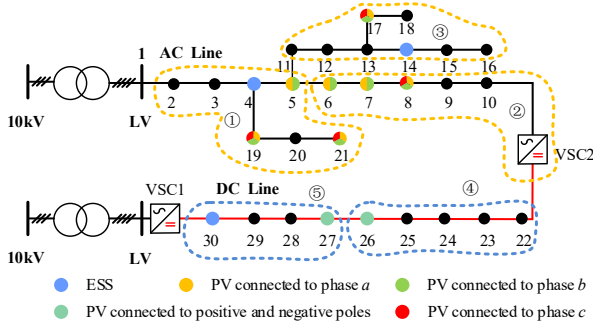 17 18 ③
1 AC Line
11 12 13 14 15 16
10kV LV 2 3 4 5 6 7 8 9 10 ②
①
19 20 21
VSC2
VSC1 DC Line ⑤ ④
10kV LV 30 29 28 27 26 25 24 23 22
ESS PV connected to phase a PV connected to phase b
PV connected to positive and negative poles PV connected to phase c